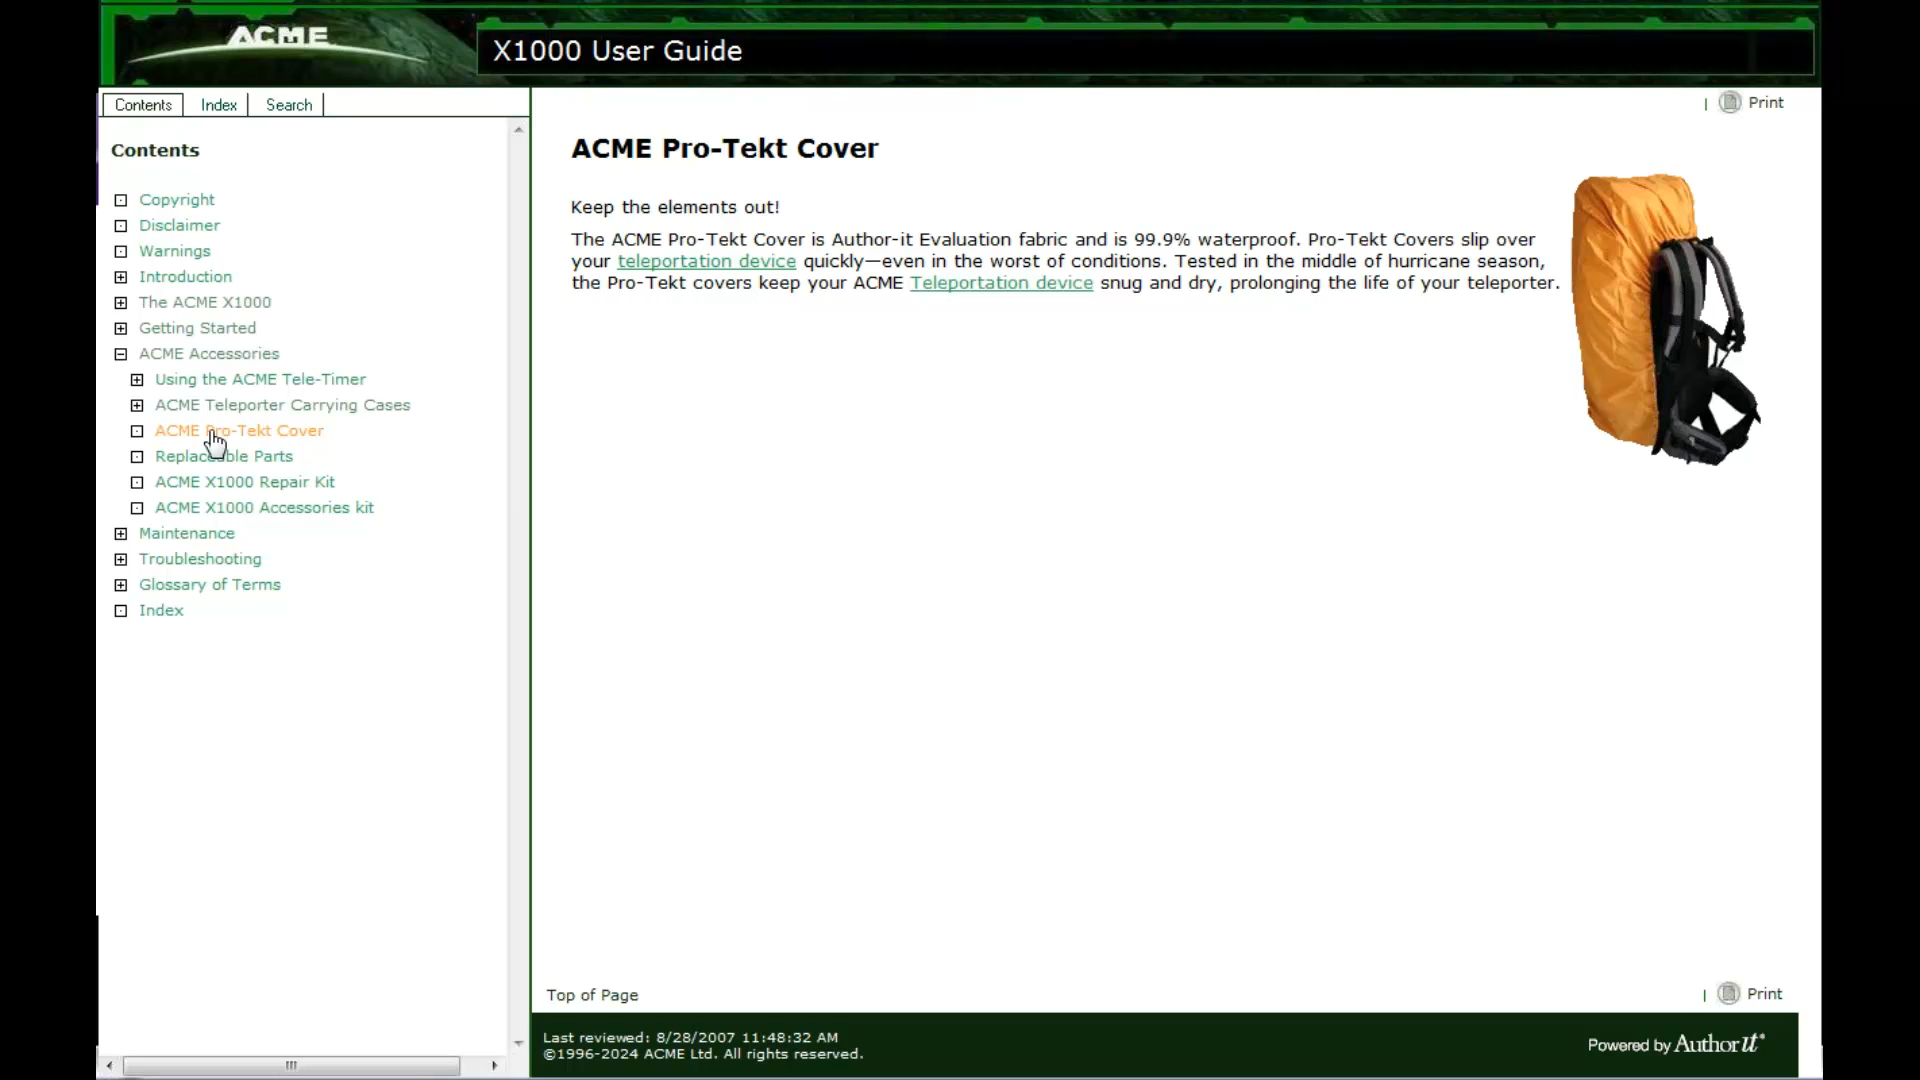 ACME
X1000 User Guide
Contents Index Search
Print
Contents
Copyright
Disclaimer
Warnings
Introduction
The ACME X1000
Getting Started
ACME Accessories
Using the ACME Tele-Timer
ACME Teleporter Carrying Cases
ACME Pro-Tekt Cover
Replaceable Parts
ACME X1000 Repair Kit
ACME X1000 Accessories kit
Maintenance
Troubleshooting
Glossary of Terms
Index
ACME Pro-Tekt Cover
Keep the elements out!
The ACME Pro-Tekt Cover is Author-it Evaluation fabric and is 99.9% waterproof. Pro-Tekt Covers slip over
your teleportation device quickly—even in the worst of conditions. Tested in the middle of hurricane season,
the Pro-Tekt covers keep your ACME Teleportation device snug and dry, prolonging the life of your teleporter.
Top of Page
Print
Last reviewed: 8/28/2007 11:48:32 AM
©1996-2024 ACME Ltd. All rights reserved.
Powered by Authorit